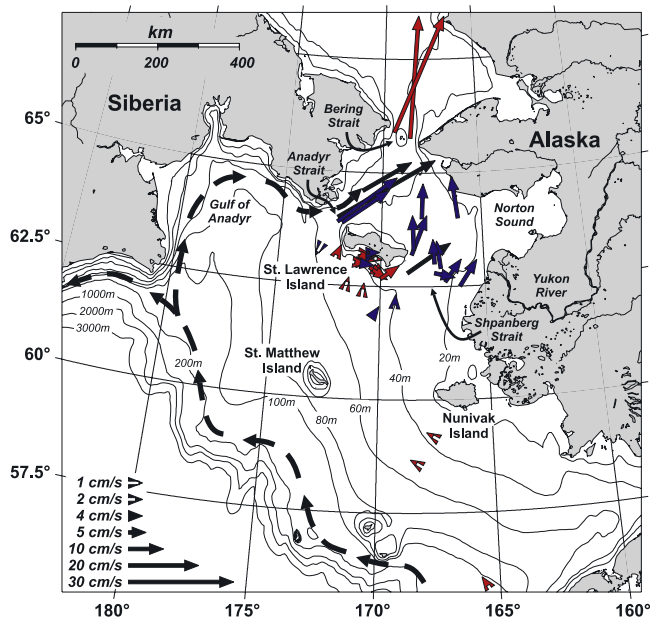 km
0 200 400
Siberia
Bering
Strait
Alaska
65°
Anadyr
Strait
Gulf of
Anadyr
Norton
Sound
62.5°
St. Lawrence
Island
Yukon
River
1000m
2000m
3000m
Shpanberg
Strait
60°
200m
St. Matthew
Island
20m
40m
100m
60m
80m
Nunivak
Island
57.5°
1 cm/s
2 cm/s
4 cm/s
5 cm/s
10 cm/s
20 cm/s
30 cm/s
180° 175° 170° 165° 160°